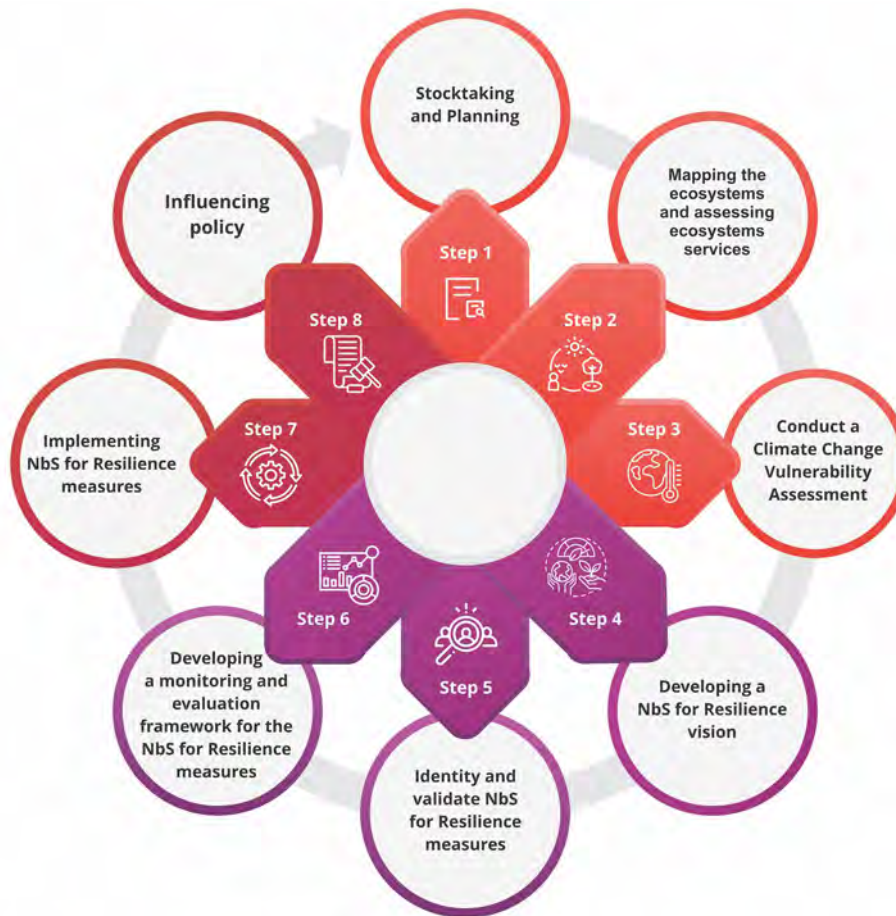 Stocktaking
and Planning
Step 1
Mapping the
ecosystems
and assessing
ecosystems
services
Step 2
Conduct a
Climate Change
Vulnerability
Assessment
Step 3
Developing a
NbS for Resilience
vision
Step 4
Identity and
validate NbS
for Resilience
measures
Step 5
Developing
a monitoring and
evaluation
framework for the
NbS for Resilience
measures
Step 6
Implementing
NbS for Resilience
measures
Step 7
Influencing
policy
Step 8